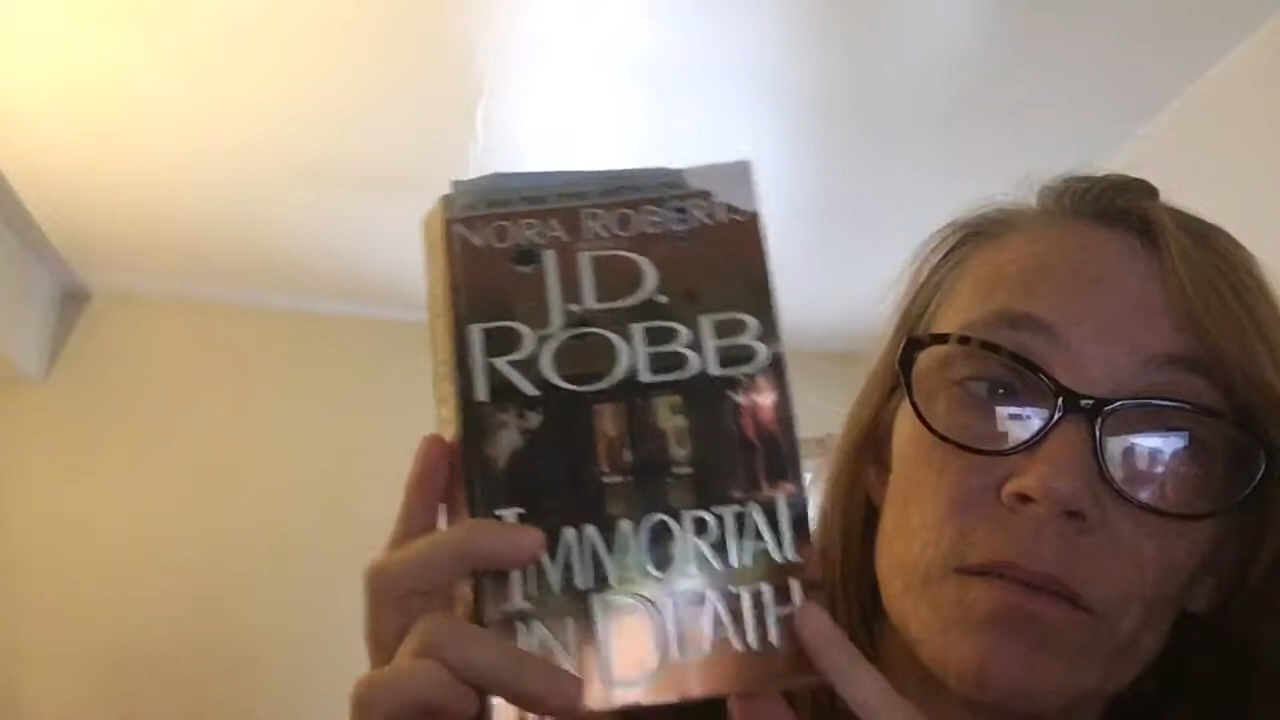 NORA ROBERTS
J.D.
ROBB
IMMORTAL
IN DEATH